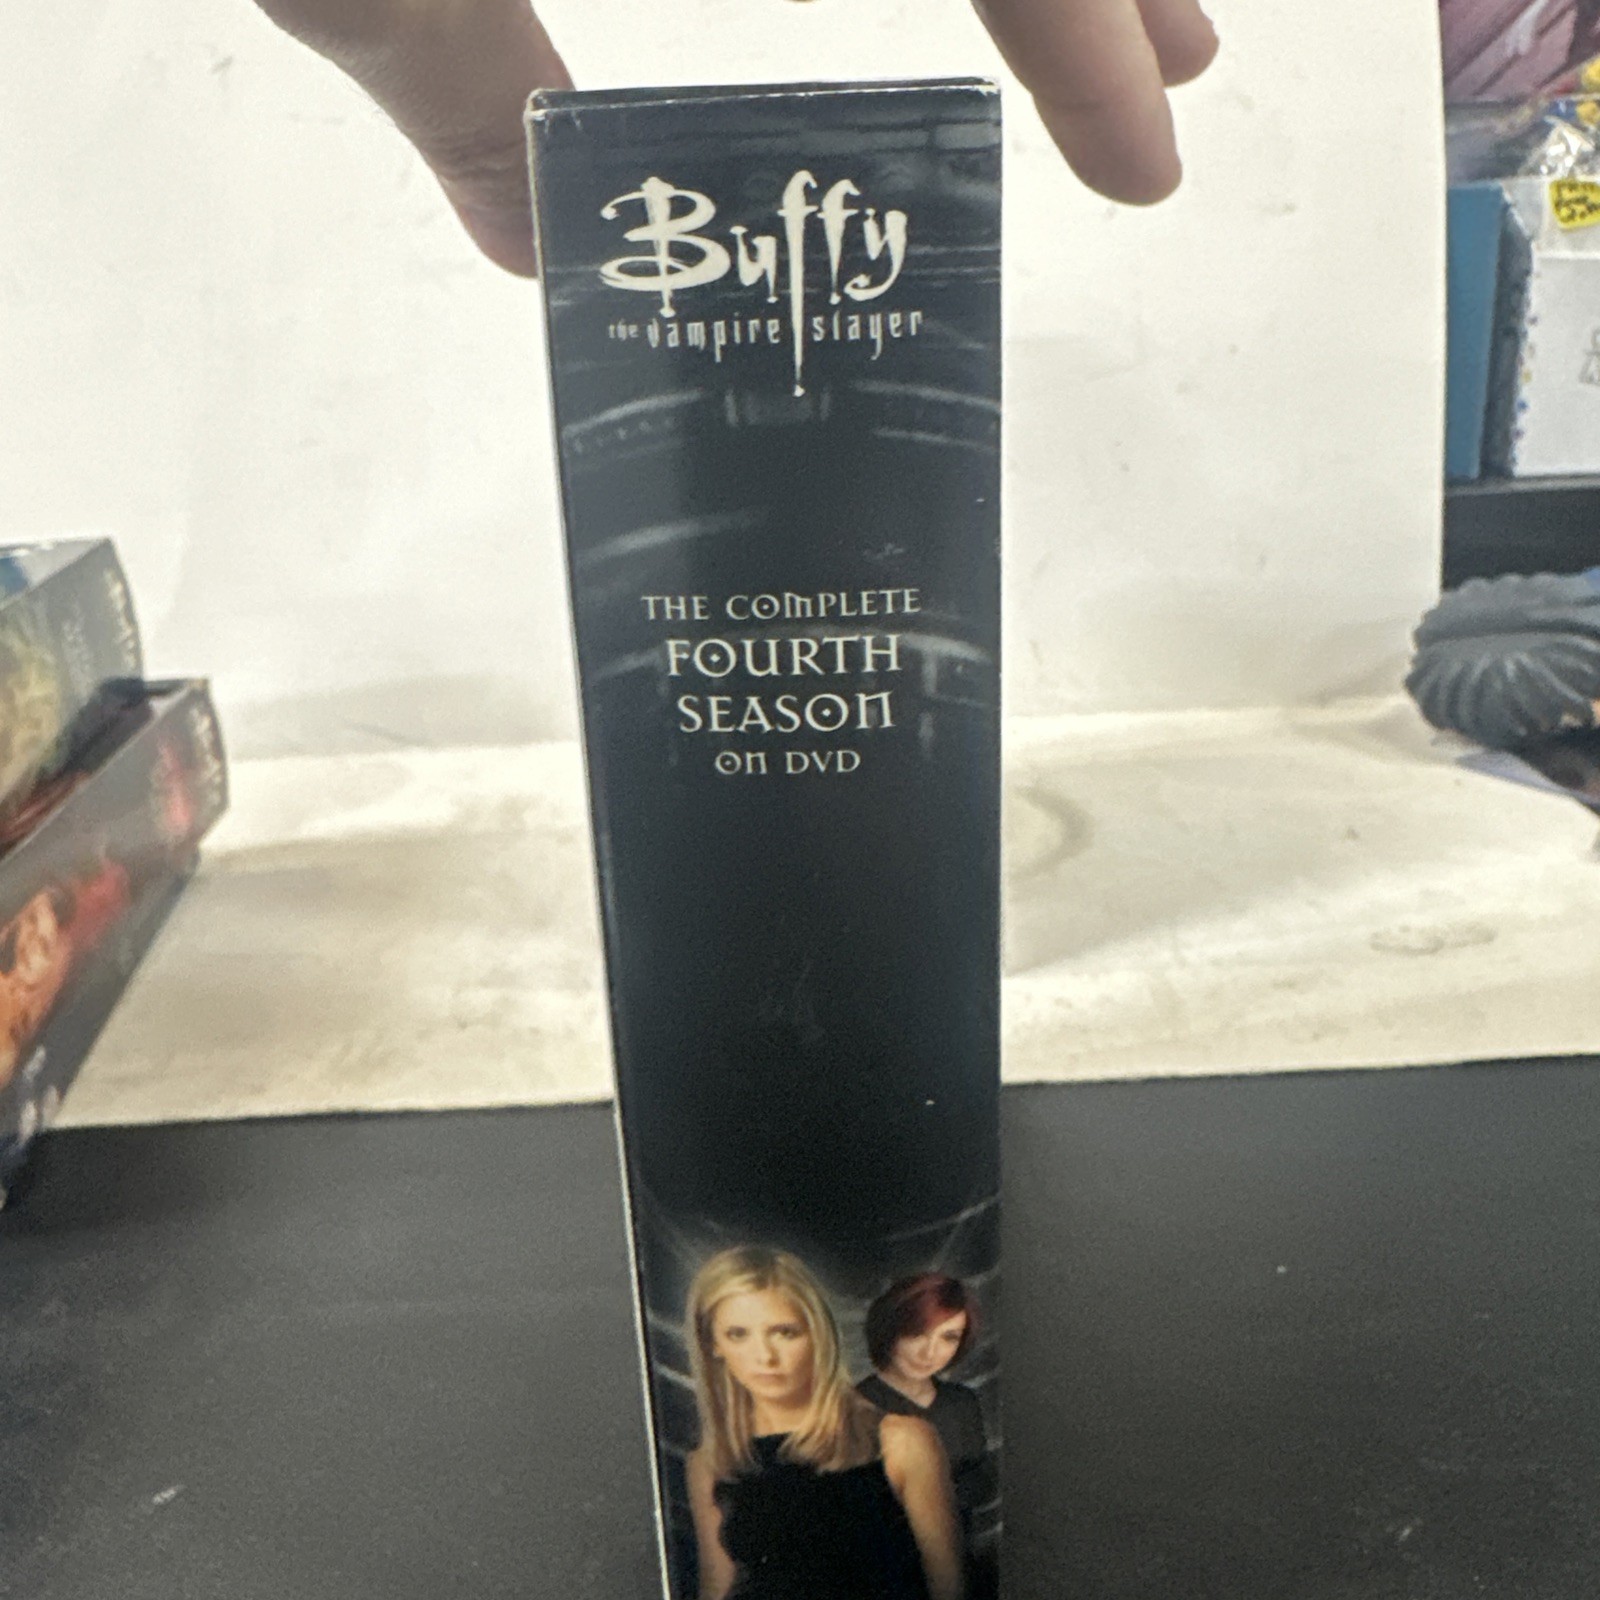 Buffy
the vampire slayer
THE COMPLETE
FOURTH
SEASON
ON DVD